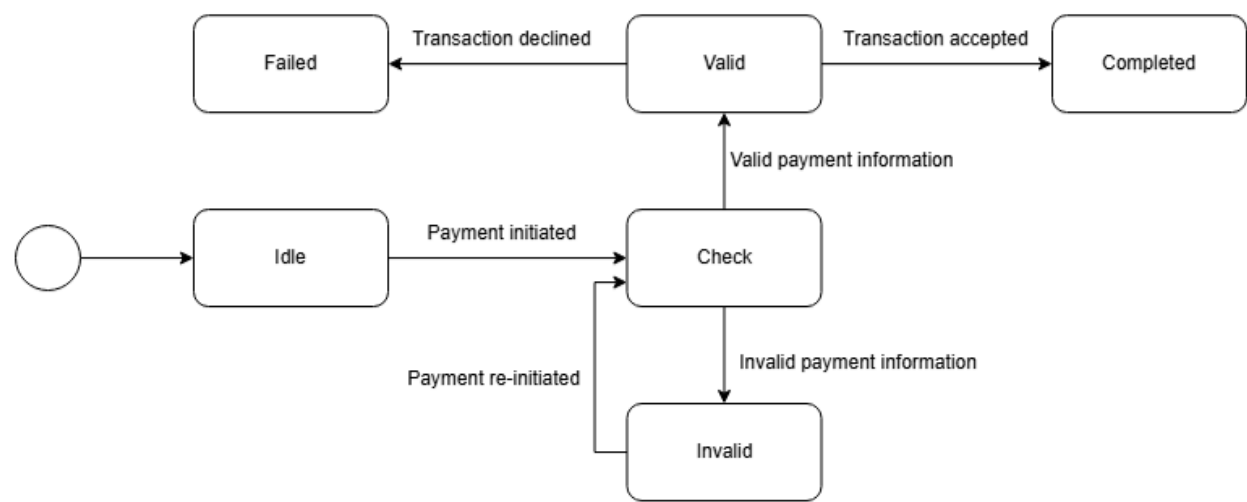 Transaction declined
Transaction accepted
Failed
Valid
Completed
Valid payment information
Payment initiated
Idle
Check
Invalid payment information
Payment re-initiated
Invalid